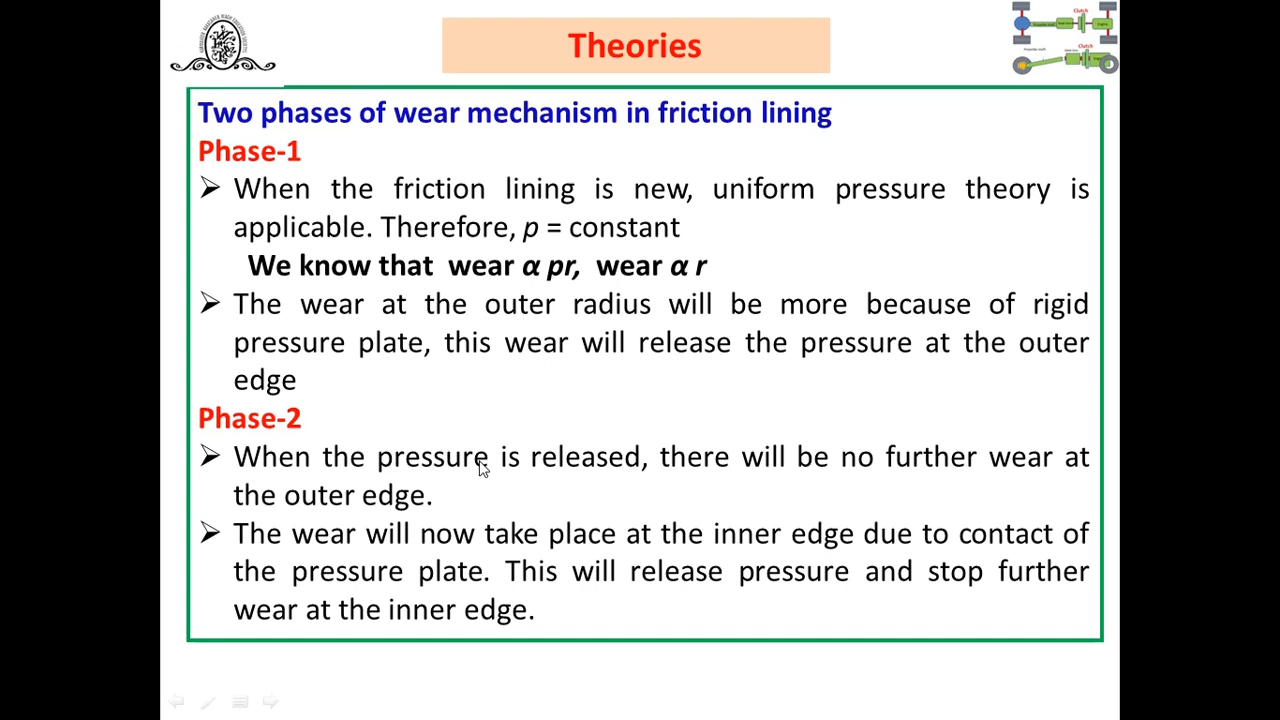 Theories
Clutch
Clutch
Two phases of wear mechanism in friction lining
Phase-1
➢ When the friction lining is new, uniform pressure theory is
applicable. Therefore, p = constant
We know that wear α pr, wear α r
➢ The wear at the outer radius will be more because of rigid
pressure plate, this wear will release the pressure at the outer
edge
Phase-2
➢ When the pressure is released, there will be no further wear at
the outer edge.
➢ The wear will now take place at the inner edge due to contact of
the pressure plate. This will release pressure and stop further
wear at the inner edge.